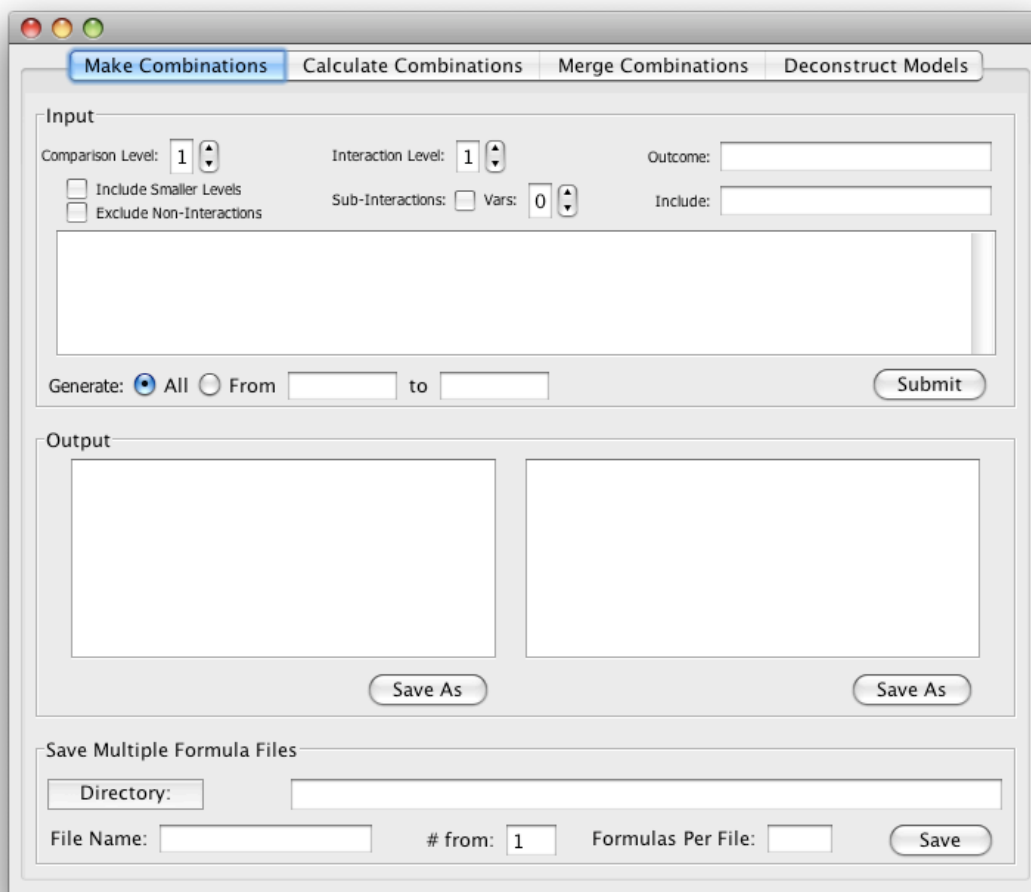 Make Combinations Calculate Combinations Merge Combinations Deconstruct Models
Input
Comparison Level: 1 Interaction Level: 1 Outcome:
Include Smaller Levels
Exclude Non-Interactions
Sub-Interactions: Vars: 0 Include:
Generate: All From to Submit
Output
Save As Save As
Save Multiple Formula Files
Directory:
File Name: # from: 1 Formulas Per File: Save